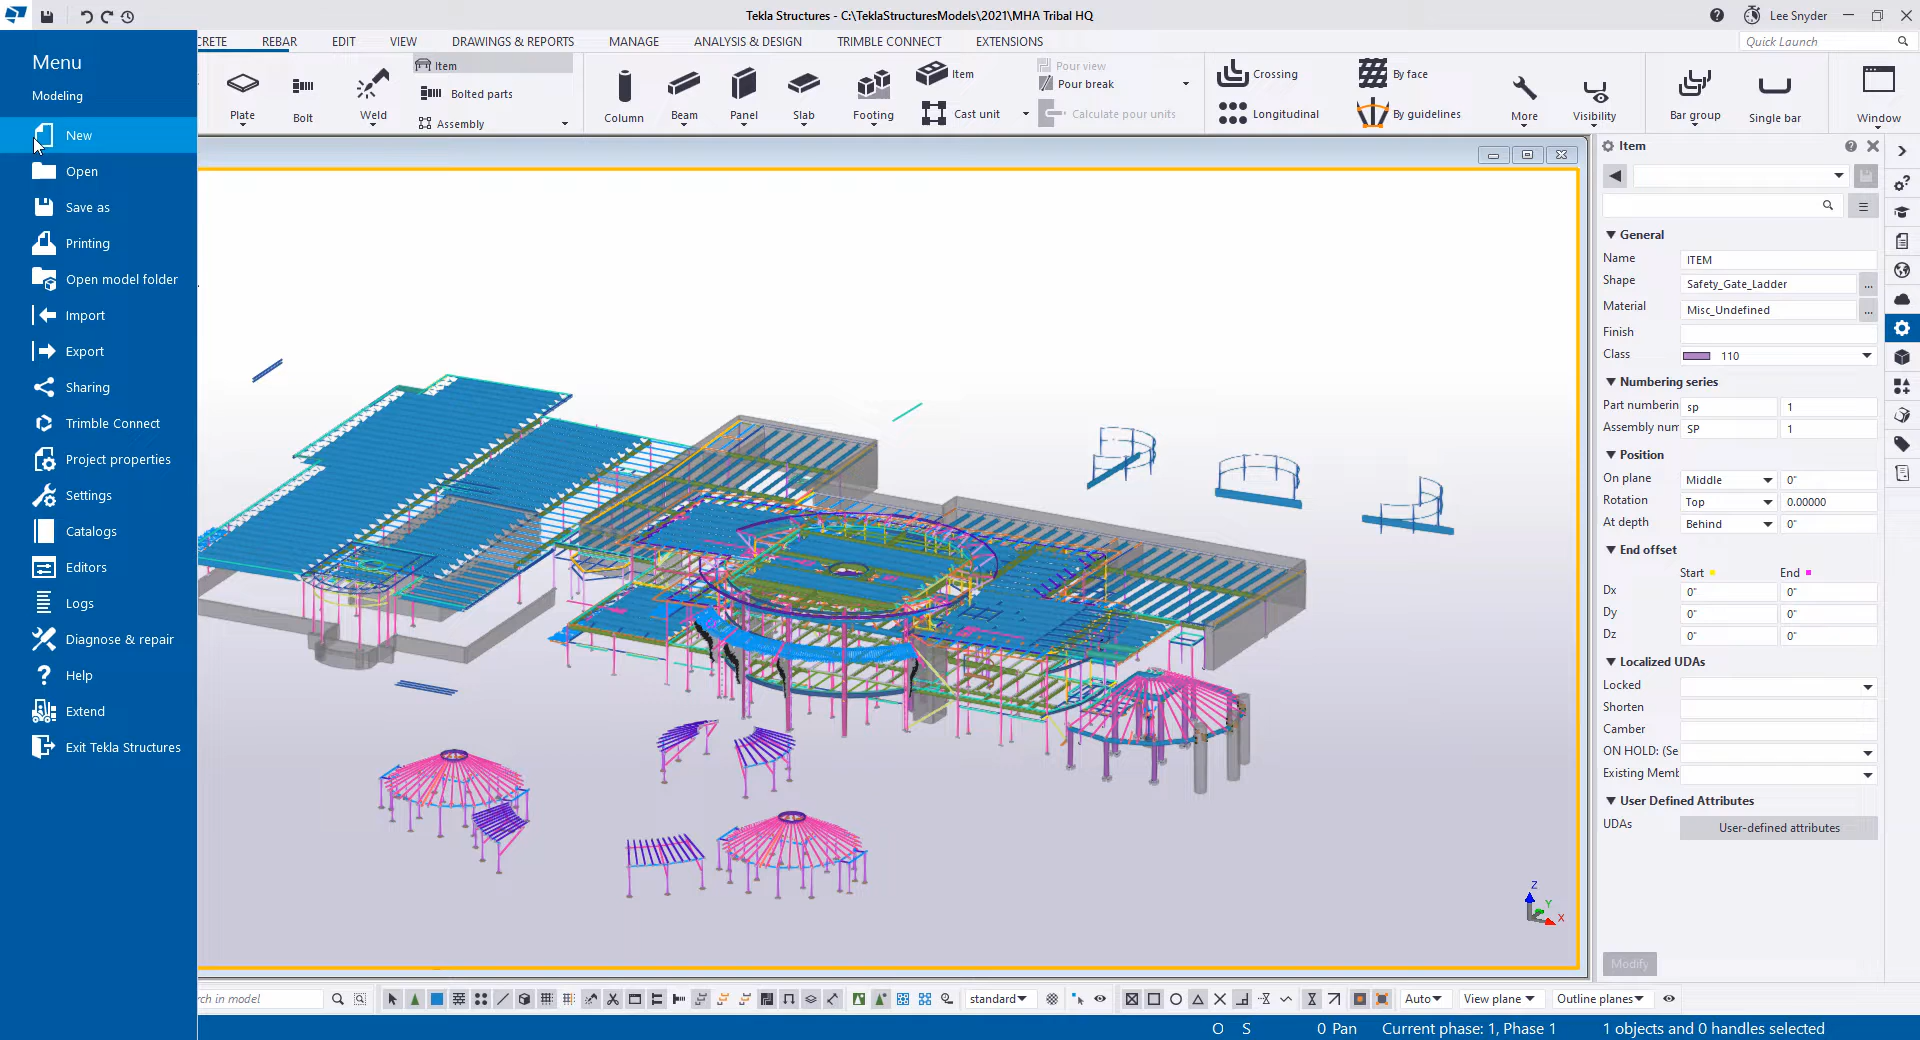 Tekla Structures - C:\TeklaStructuresModels\2021\MHA Tribal HQ
Lee Snyder
Menu
Modeling
New
Open
Save as
Printing
Open model folder
Import
Export
Sharing
Trimble Connect
Project properties
Settings
Catalogs
Editors
Logs
Diagnose & repair
Help
Extend
Exit Tekla Structures
CRETE REBAR EDIT VIEW DRAWINGS & REPORTS MANAGE ANALYSIS & DESIGN TRIMBLE CONNECT EXTENSIONS
Quick Launch
Plate
Bolt
Weld
Item
Bolted parts
Assembly
Column
Beam
Panel
Slab
Footing
Item
Cast unit
Pour view
Pour break
Calculate pour units
Crossing
Longitudinal
By face
By guidelines
More
Visibility
Bar group
Single bar
Window
Item
General
Name ITEM
Shape Safety_Gate_Ladder ...
Material Misc_Undefined ...
Finish
Class 110
Numbering series
Part numberin sp 1
Assembly num SP 1
Position
On plane Middle 0"
Rotation Top 0.00000
At depth Behind 0"
End offset
Start End
Dx 0" 0"
Dy 0" 0"
Dz 0" 0"
Localized UDAs
Locked
Shorten
Camber
ON HOLD: (Se
Existing Memb
User Defined Attributes
UDAs User-defined attributes
Modify
Z
Y
X
rch in model
standard
Auto
View plane
Outline planes
O S 0 Pan Current phase: 1, Phase 1 1 objects and 0 handles selected